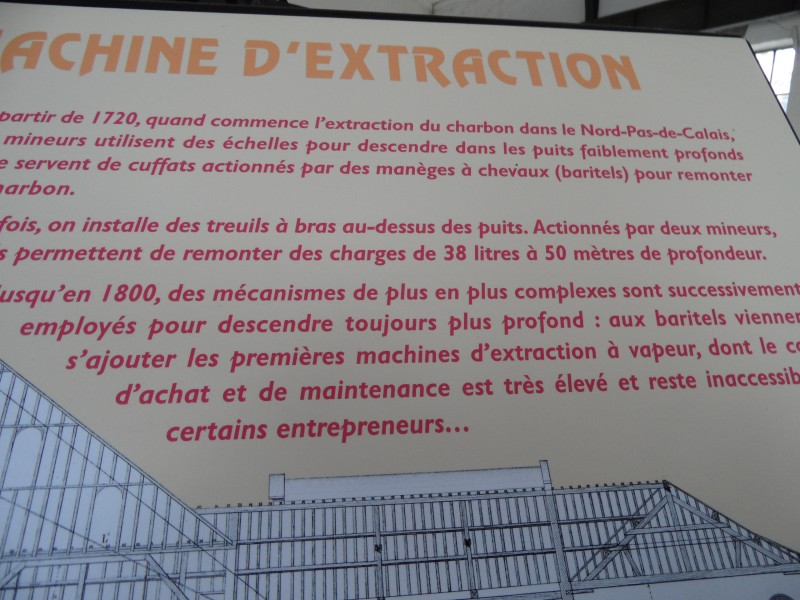 MACHINE D'EXTRACTION
partir de 1720, quand commence l'extraction du charbon dans le Nord-Pas-de-Calais,
mineurs utilisent des échelles pour descendre dans les puits faiblement profonds
e servent de cuffats actionnés par des manèges à chevaux (baritels) pour remonter
harbon.
fois, on installe des treuils à bras au-dessus des puits. Actionnés par deux mineurs,
s permettent de remonter des charges de 38 litres à 50 mètres de profondeur.
Jusqu'en 1800, des mécanismes de plus en plus complexes sont successivement
employés pour descendre toujours plus profond : aux baritels viennen
s'ajouter les premières machines d'extraction à vapeur, dont le co
d'achat et de maintenance est très élevé et reste inaccessib
certains entrepreneurs...